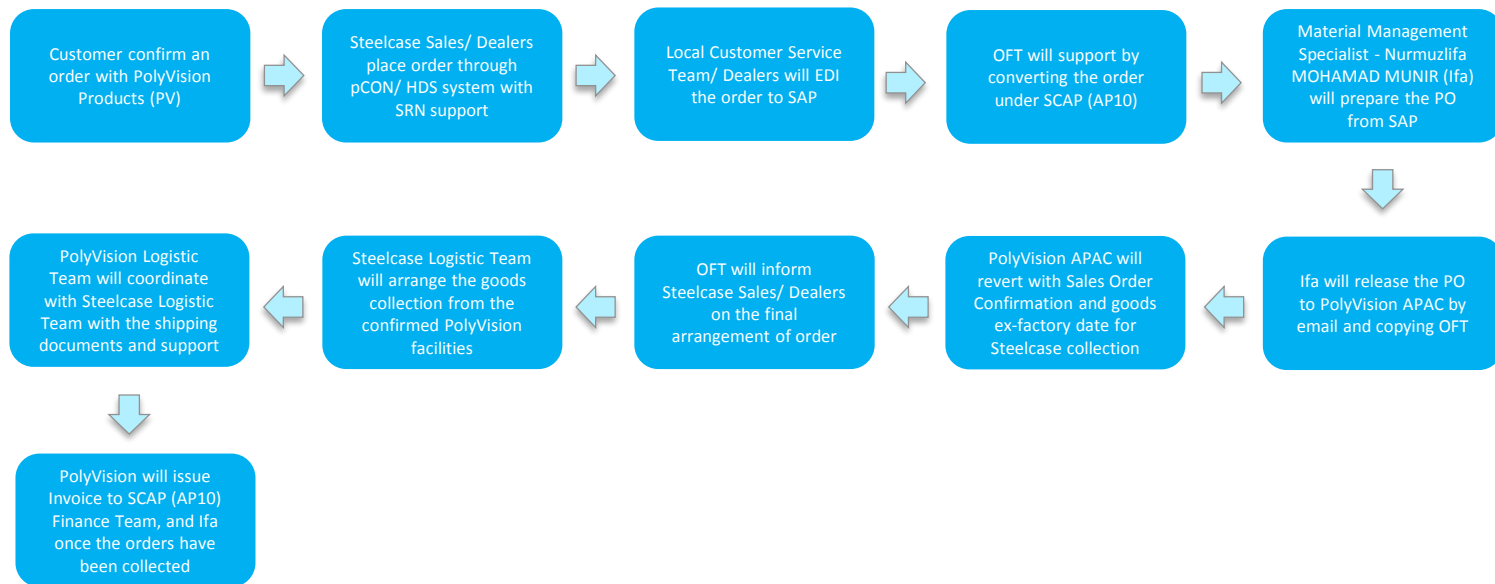 Customer confirm an
order with PolyVision
Products (PV)
Steelcase Sales/ Dealers
place order through
pCON/ HDS system with
SRN support
Local Customer Service
Team/ Dealers will EDI
the order to SAP
OFT will support by
converting the order
under SCAP (AP10)
Material Management
Specialist - Nurmuzlifa
MOHAMAD MUNIR (Ifa)
will prepare the PO
from SAP
Ifa will release the PO
to PolyVision APAC by
email and copying OFT
PolyVision APAC will
revert with Sales Order
Confirmation and goods
ex-factory date for
Steelcase collection
OFT will inform
Steelcase Sales/ Dealers
on the final
arrangement of order
Steelcase Logistic Team
will arrange the goods
collection from the
confirmed PolyVision
facilities
PolyVision Logistic
Team will coordinate
with Steelcase Logistic
Team with the shipping
documents and support
PolyVision will issue
Invoice to SCAP (AP10)
Finance Team, and Ifa
once the orders have
been collected